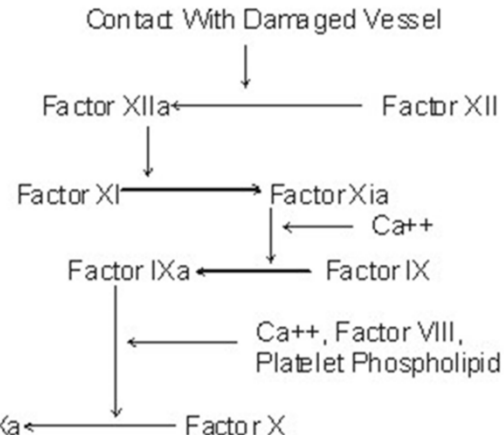 Contact With Damaged Vessel
Factor XIIa Factor XII
Factor XI Factor Xia
Ca++
Factor IXa Factor IX
Ca++, Factor VIII,
Platelet Phospholipid
Xa Factor X